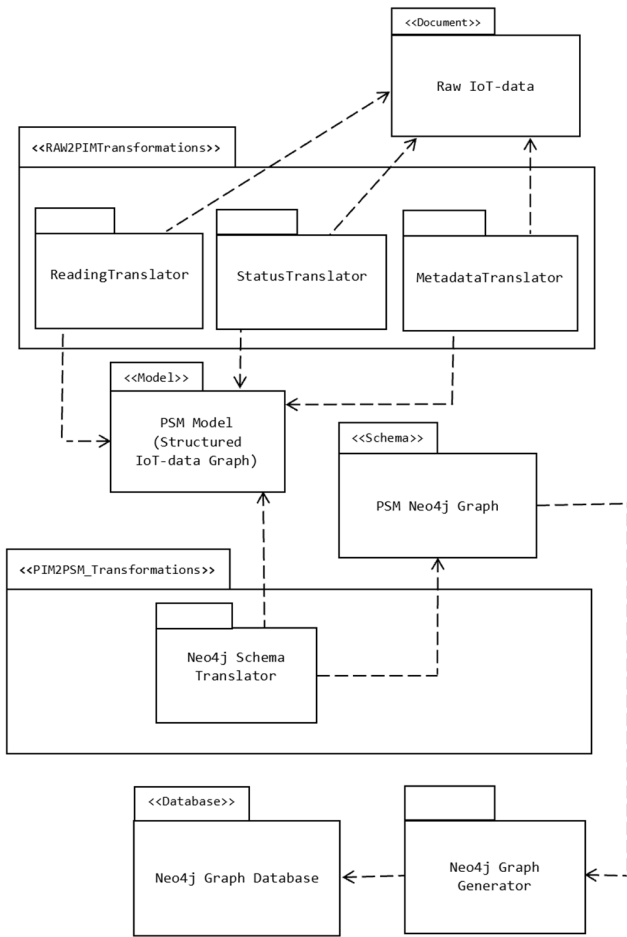 <<Document>>
Raw IoT-data
<<RAW2PIMTransformations>>
ReadingTranslator
StatusTranslator
MetadataTranslator
<<Model>>
PSM Model
(Structured
IoT-data Graph)
<<Schema>>
PSM Neo4j Graph
<<PIM2PSM_Transformations>>
Neo4j Schema
Translator
<<Database>>
Neo4j Graph Database
Neo4j Graph
Generator